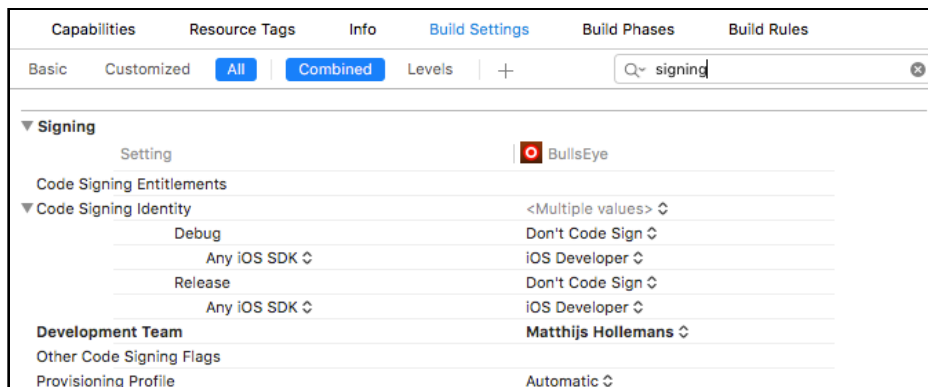 Capabilities Resource Tags Info Build Settings Build Phases Build Rules
Basic Customized All Combined Levels + signing
Signing
Setting BullsEye
Code Signing Entitlements
Code Signing Identity <Multiple values>
Debug Don't Code Sign
Any iOS SDK iOS Developer
Release Don't Code Sign
Any iOS SDK iOS Developer
Development Team Matthijs Hollemans
Other Code Signing Flags
Provisioning Profile Automatic